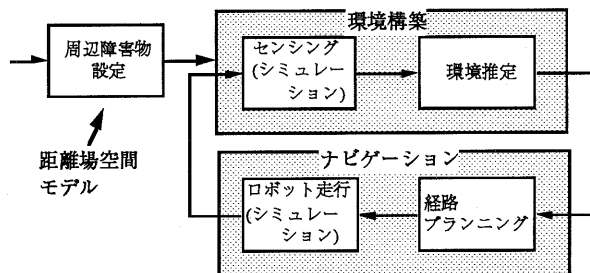 環境構築
周辺障害物
設定
センシング
(シミュレー
ション)
環境推定
距離場空間
モデル
ナビゲーション
ロボット走行
(シミュレー
ション)
経路
プランニング